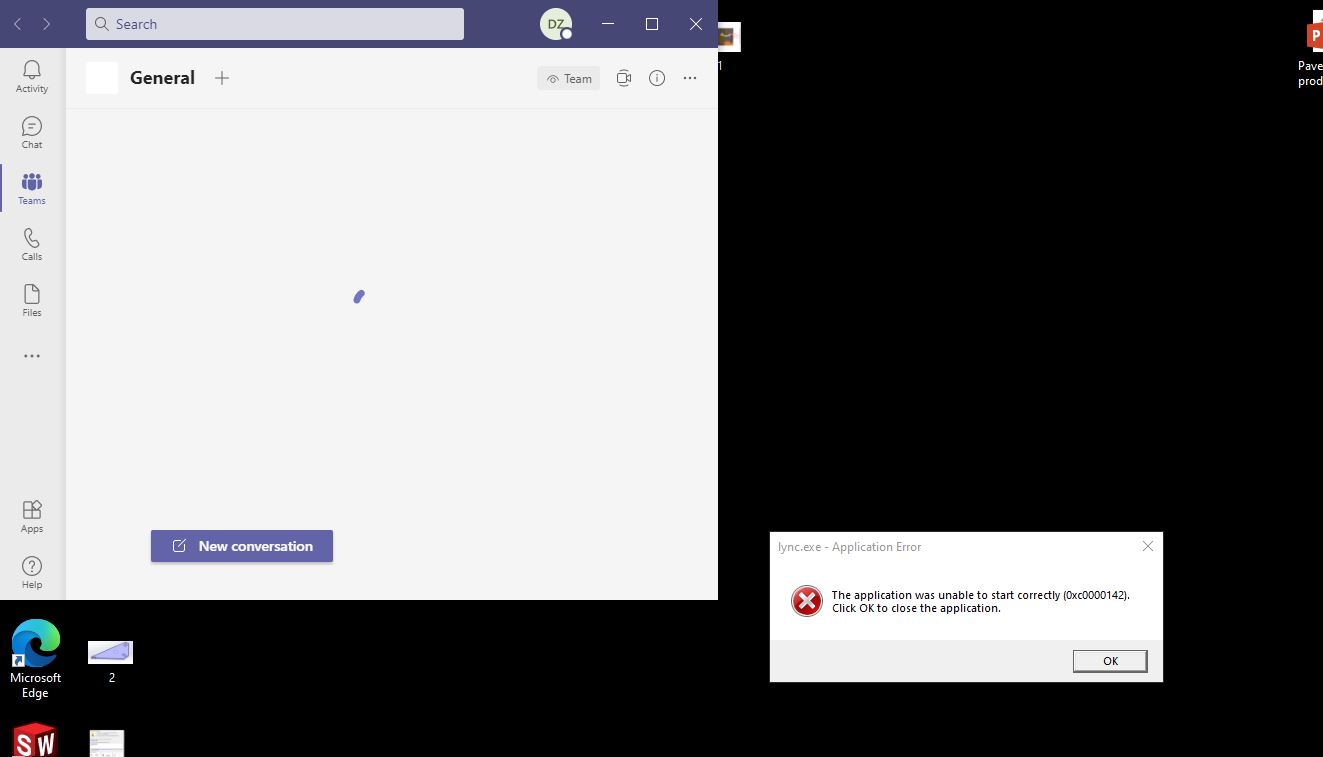 Search
DZ
Activity
Chat
Teams
Calls
Files
Apps
Help
General
Team
New conversation
1
P
Pave
prod
lync.exe - Application Error
The application was unable to start correctly (0xc0000142).
Click OK to close the application.
OK
Microsoft
Edge
2
SW